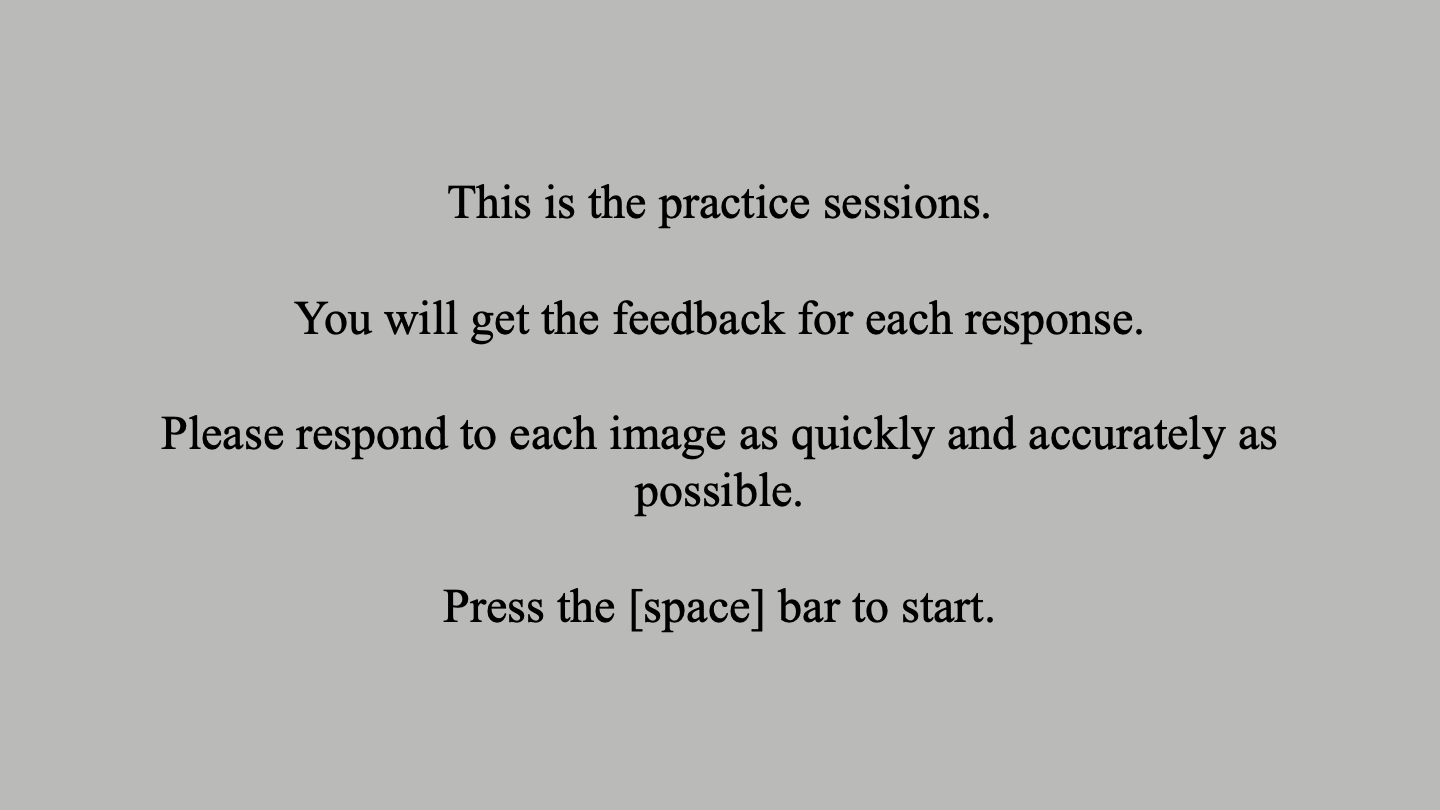 This is the practice sessions.
You will get the feedback for each response.
Please respond to each image as quickly and accurately as
possible.
Press the [space] bar to start.